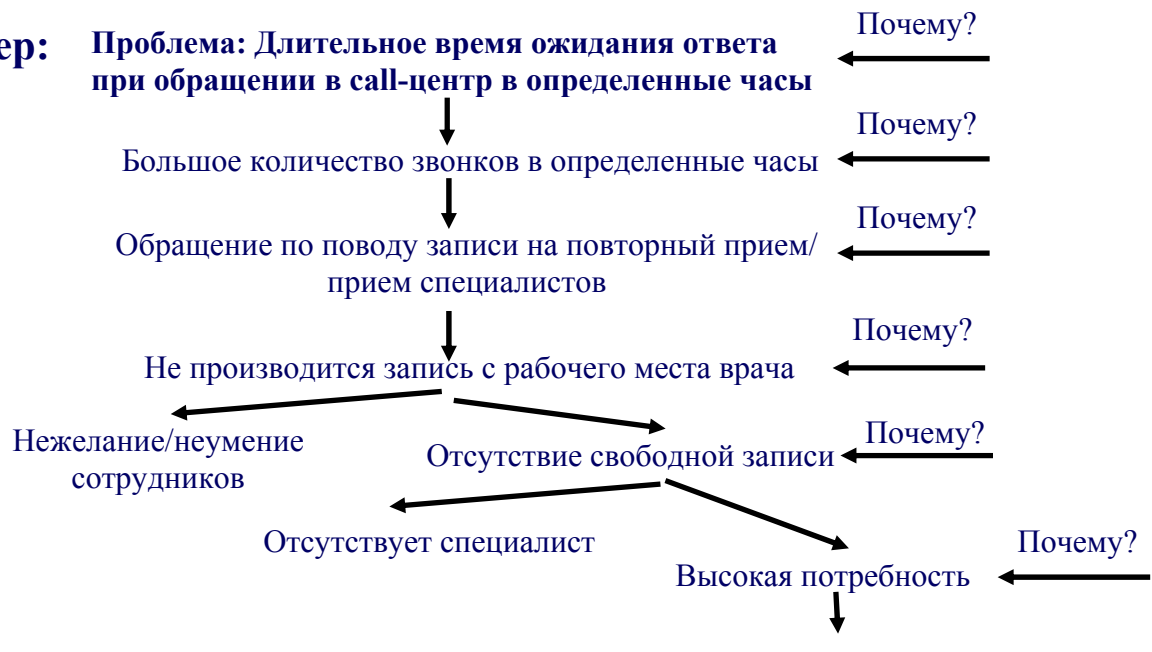 Почему?
ер:
Проблема: Длительное время ожидания ответа
при обращении в call-центр в определенные часы
Почему?
Большое количество звонков в определенные часы
Почему?
Обращение по поводу записи на повторный прием/
прием специалистов
Почему?
Не производится запись с рабочего места врача
Нежелание/неумение
сотрудников
Почему?
Отсутствие свободной записи
Отсутствует специалист
Почему?
Высокая потребность